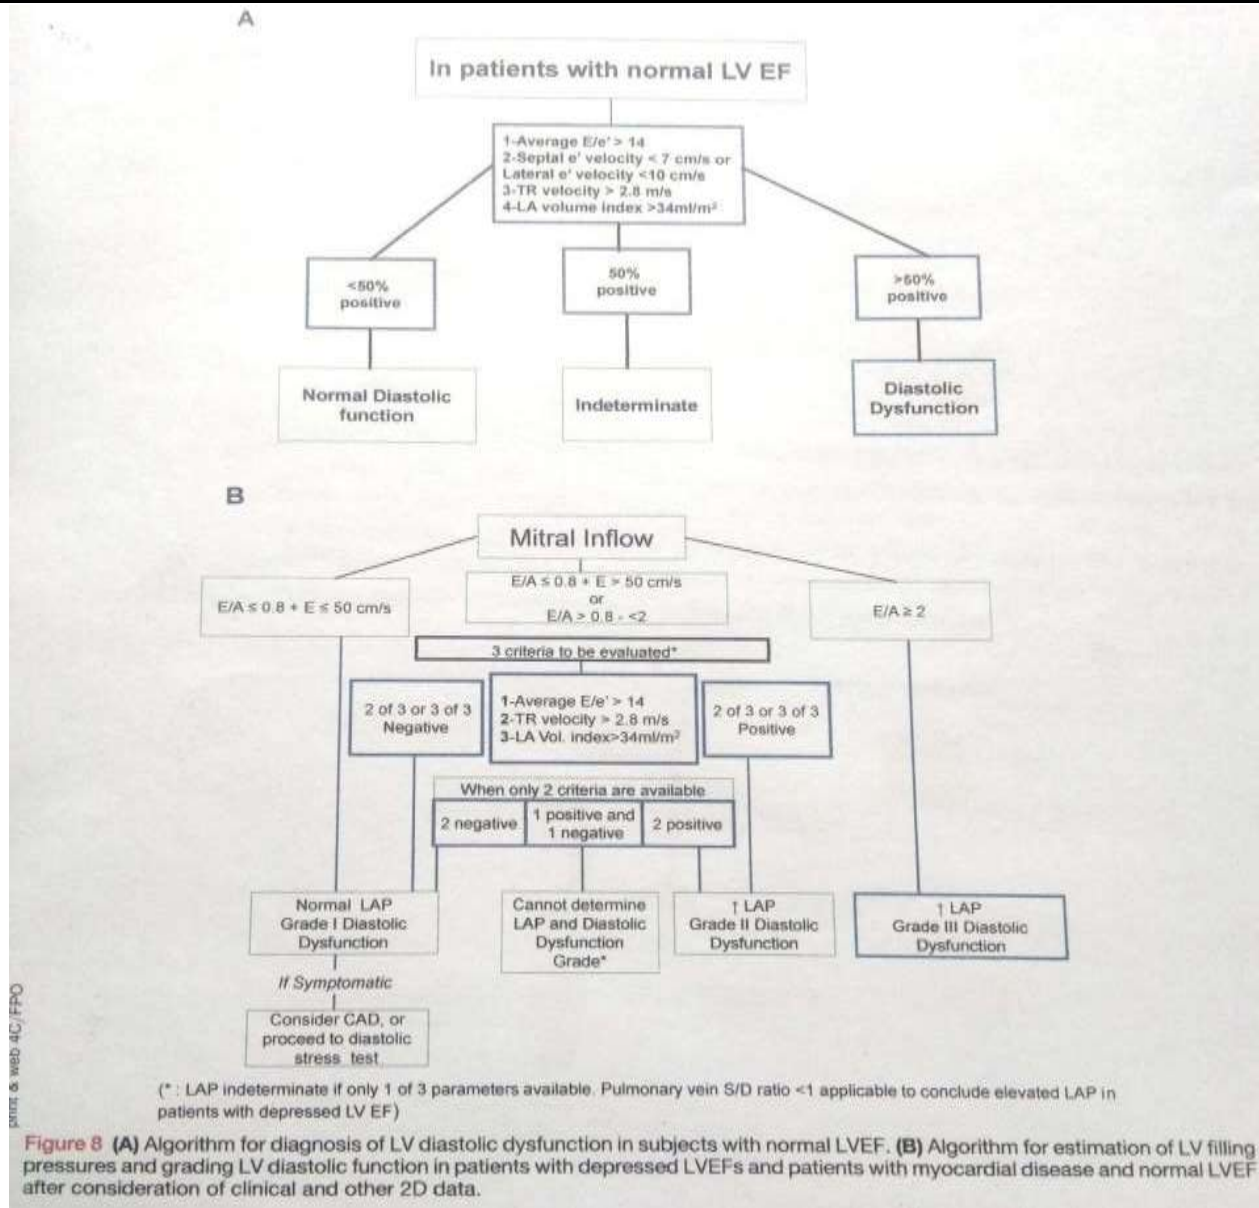 A
In patients with normal LV EF
1-Average E/e' > 14
2-Septal e' velocity < 7 cm/s or
Lateral e' velocity <10 cm/s
3-TR velocity > 2.8 m/s
4-LA volume index >34ml/m²
<50%
positive
50%
positive
>50%
positive
Normal Diastolic
function
Indeterminate
Diastolic
Dysfunction
B
Mitral Inflow
E/A ≤ 0.8 + E ≤ 50 cm/s
E/A ≤ 0.8 + E > 50 cm/s
or
E/A > 0.8 - <2
E/A ≥ 2
3 criteria to be evaluated*
2 of 3 or 3 of 3
Negative
1-Average E/e' > 14
2-TR velocity > 2.8 m/s
3-LA Vol. index>34ml/m²
2 of 3 or 3 of 3
Positive
When only 2 criteria are available
2 negative
1 positive and
1 negative
2 positive
Normal LAP
Grade I Diastolic
Dysfunction
Cannot determine
LAP and Diastolic
Dysfunction
Grade*
↑ LAP
Grade II Diastolic
Dysfunction
↑ LAP
Grade III Diastolic
Dysfunction
If Symptomatic
Consider CAD, or
proceed to diastolic
stress test
(* : LAP indeterminate if only 1 of 3 parameters available. Pulmonary vein S/D ratio <1 applicable to conclude elevated LAP in
patients with depressed LV EF)
print & web 4C/FPO
Figure 8 (A) Algorithm for diagnosis of LV diastolic dysfunction in subjects with normal LVEF. (B) Algorithm for estimation of LV filling
pressures and grading LV diastolic function in patients with depressed LVEFs and patients with myocardial disease and normal LVEF
after consideration of clinical and other 2D data.